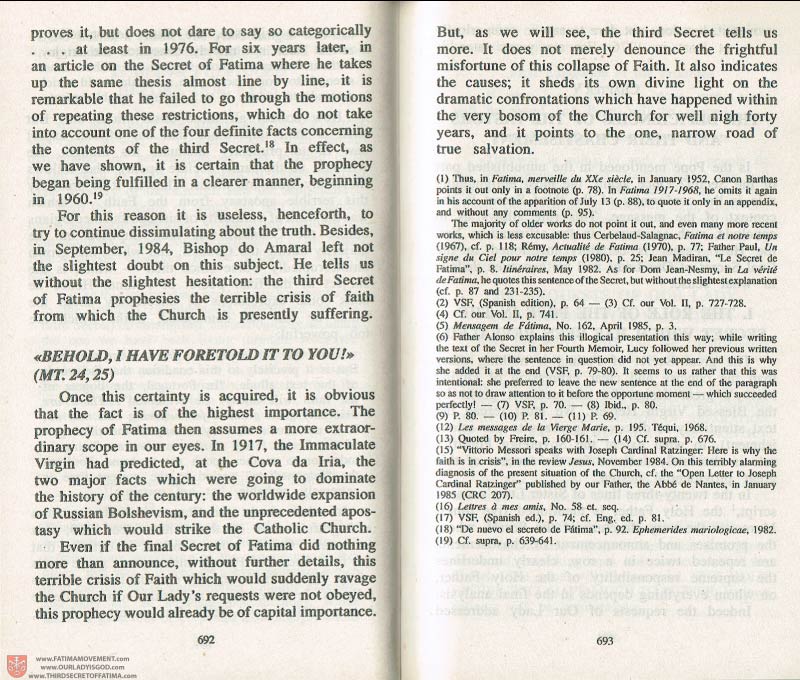 proves it, but does not dare to say so categorically
. . . at least in 1976. For six years later, in
an article on the Secret of Fatima where he takes
up the same thesis almost line by line, it is
remarkable that he failed to go through the motions
of repeating these restrictions, which do not take
into account one of the four definite facts concerning
the contents of the third Secret.¹⁸ In effect, as
we have shown, it is certain that the prophecy
began being fulfilled in a clearer manner, beginning
in 1960.¹⁹
For this reason it is useless, henceforth, to
try to continue dissimulating about the truth. Besides,
in September, 1984, Bishop do Amaral left not
the slightest doubt on this subject. He tells us
without the slightest hesitation: the third Secret
of Fatima prophesies the terrible crisis of faith
from which the Church is presently suffering.
«BEHOLD, I HAVE FORETOLD IT TO YOU!»
(MT. 24, 25)
Once this certainty is acquired, it is obvious
that the fact is of the highest importance. The
prophecy of Fatima then assumes a more extraor-
dinary scope in our eyes. In 1917, the Immaculate
Virgin had predicted, at the Cova da Iria, the
two major facts which were going to dominate
the history of the century: the worldwide expansion
of Russian Bolshevism, and the unprecedented apos-
tasy which would strike the Catholic Church.
Even if the final Secret of Fatima did nothing
more than announce, without further details, this
terrible crisis of Faith which would suddenly ravage
the Church if Our Lady's requests were not obeyed,
this prophecy would already be of capital importance.
692
But, as we will see, the third Secret tells us
more. It does not merely denounce the frightful
misfortune of this collapse of Faith. It also indicates
the causes; it sheds its own divine light on the
dramatic confrontations which have happened within
the very bosom of the Church for well nigh forty
years, and it points to the one, narrow road of
true salvation.
(1) Thus, in Fatima, merveille du XXe siècle, in January 1952, Canon Barthas
points it out only in a footnote (p. 78). In Fatima 1917-1968, he omits it again
in his account of the apparition of July 13 (p. 88), to quote it only in an appendix,
and without any comments (p. 95).
The majority of older works do not point it out, and even many more recent
works, which is less excusable: thus Cerbelaud-Salagnac, Fatima et notre temps
(1967), cf. p. 118; Rémy, Actualité de Fatima (1970), p. 77; Father Paul, Un
signe du Ciel pour notre temps (1980), p. 25; Jean Madiran, “Le Secret de
Fatima”, p. 8. Itinéraires, May 1982. As for Dom Jean-Nesmy, in La vérité
de Fatima, he quotes this sentence of the Secret, but without the slightest explanation
(cf. p. 87 and 231-235).
(2) VSF, (Spanish edition), p. 64 — (3) Cf. our Vol. II, p. 727-728.
(4) Cf. our Vol. II, p. 741.
(5) Mensagem de Fátima, No. 162, April 1985, p. 3.
(6) Father Alonso explains this illogical presentation this way; while writing
the text of the Secret in her Fourth Memoir, Lucy followed her previous written
versions, where the sentence in question did not yet appear. And this is why
she added it at the end (VSF, p. 79-80). It seems to us rather that this was
intentional: she preferred to leave the new sentence at the end of the paragraph
so as not to draw attention to it before the opportune moment — which succeeded
perfectly! — (7) VSF, p. 70. — (8) Ibid., p. 80.
(9) P. 80. — (10) P. 81. — (11) P. 69.
(12) Les messages de la Vierge Marie, p. 195. Téqui, 1968.
(13) Quoted by Freire, p. 160-161. — (14) Cf. supra. p. 676.
(15) “Vittorio Messori speaks with Joseph Cardinal Ratzinger: Here is why the
faith is in crisis”, in the review Jesus, November 1984. On this terribly alarming
diagnosis of the present situation of the Church, cf. the “Open Letter to Joseph
Cardinal Ratzinger” published by our Father, the Abbé de Nantes, in January
1985 (CRC 207).
(16) Lettres à mes amis, No. 58 et. seq.
(17) VSF, (Spanish ed.), p. 74; cf. Eng. ed. p. 81.
(18) “De nuevo el secreto de Fátima”, p. 92. Ephemerides mariologicae, 1982.
(19) Cf. supra, p. 639-641.
693
www.FATIMAMOVEMENT.com
www.OURLADYISGOD.com
www.THIRDSECRETOFFATIMA.com